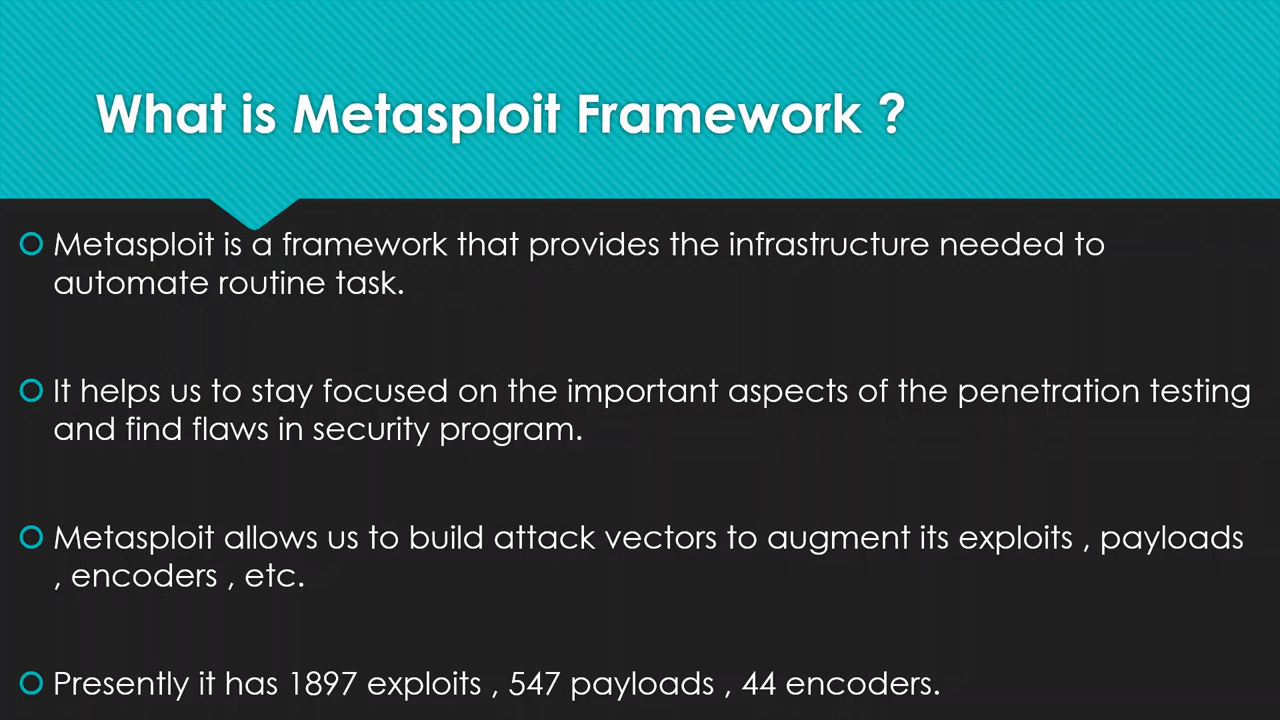 What is Metasploit Framework ?
Metasploit is a framework that provides the infrastructure needed to
automate routine task.
It helps us to stay focused on the important aspects of the penetration testing
and find flaws in security program.
Metasploit allows us to build attack vectors to augment its exploits , payloads
, encoders , etc.
Presently it has 1897 exploits , 547 payloads , 44 encoders.